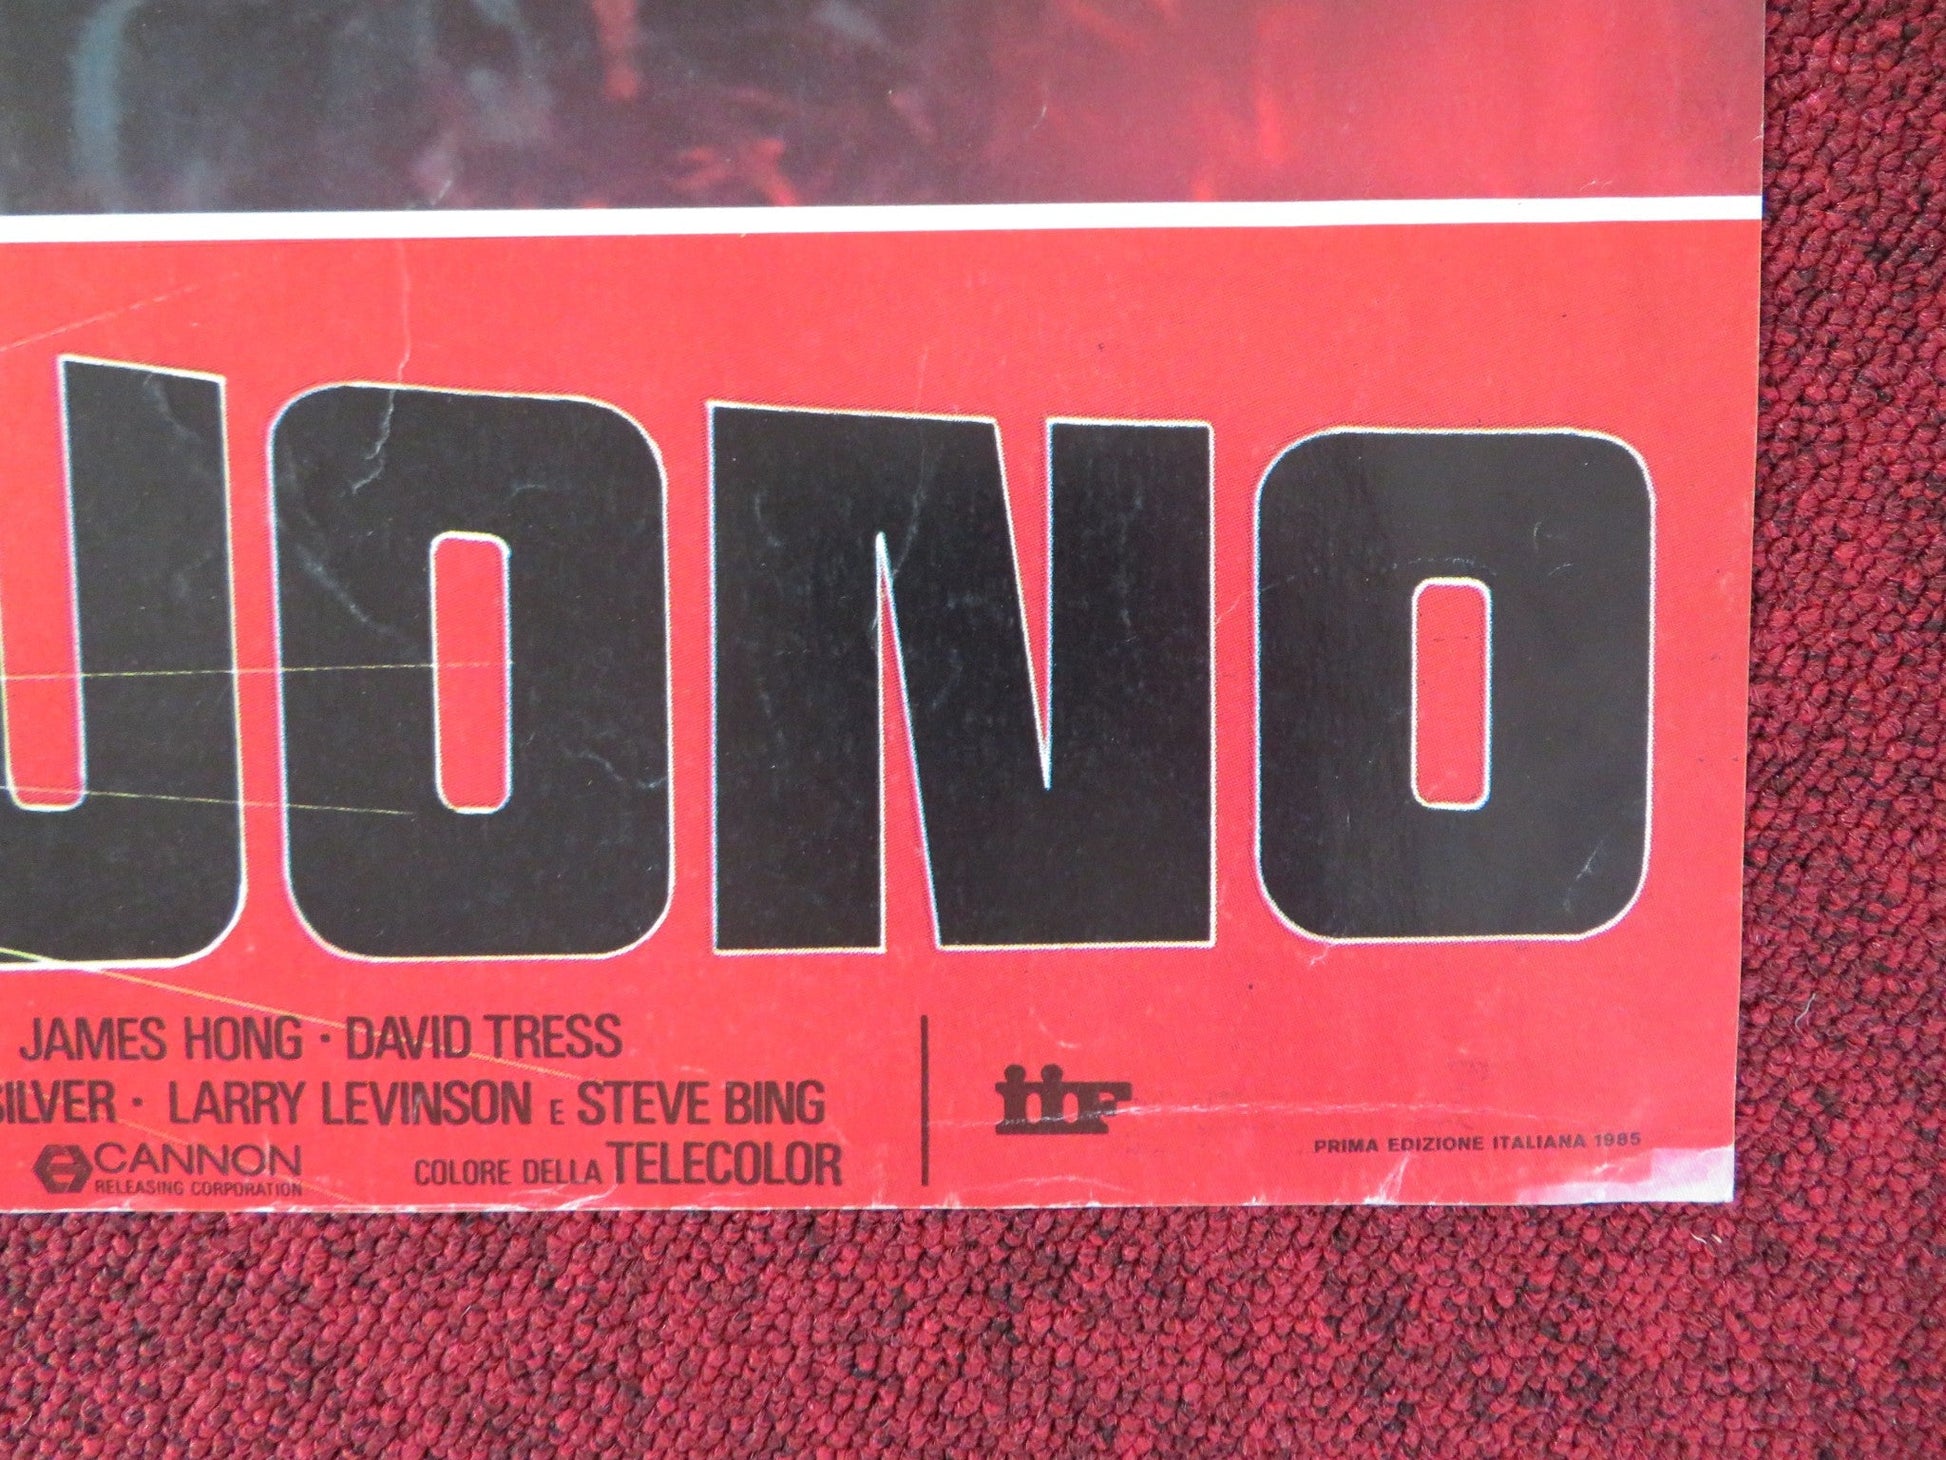 UONO
JAMES HONG · DAVID TRESS
SILVER · LARRY LEVINSON E STEVE BING
CANNON
RELEASING CORPORATION
COLORE DELLA TELECOLOR
iif
PRIMA EDIZIONE ITALIANA 1985